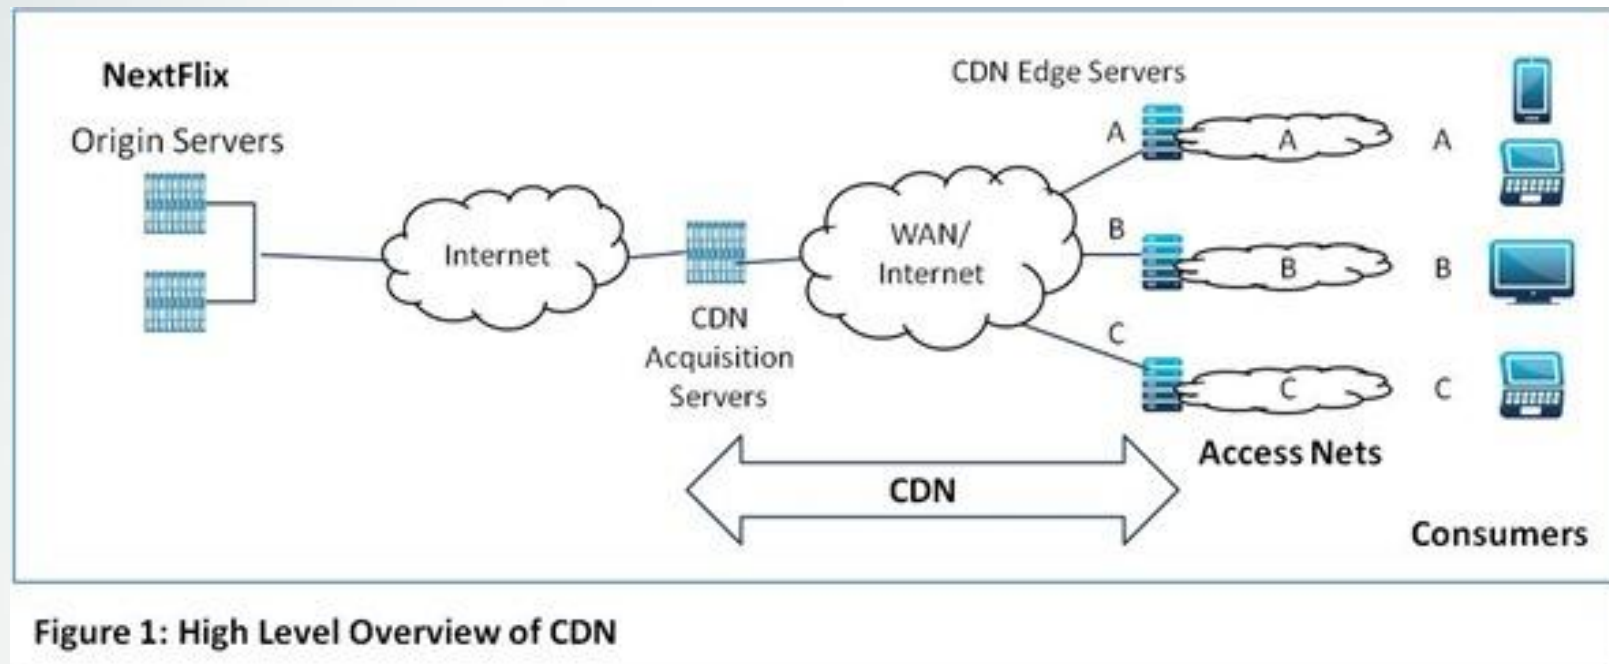 NextFlix
Origin Servers
Internet
CDN
Acquisition
Servers
WAN/
Internet
CDN Edge Servers
A
A
A
B
B
B
C
C
C
Access Nets
CDN
Consumers
Figure 1: High Level Overview of CDN